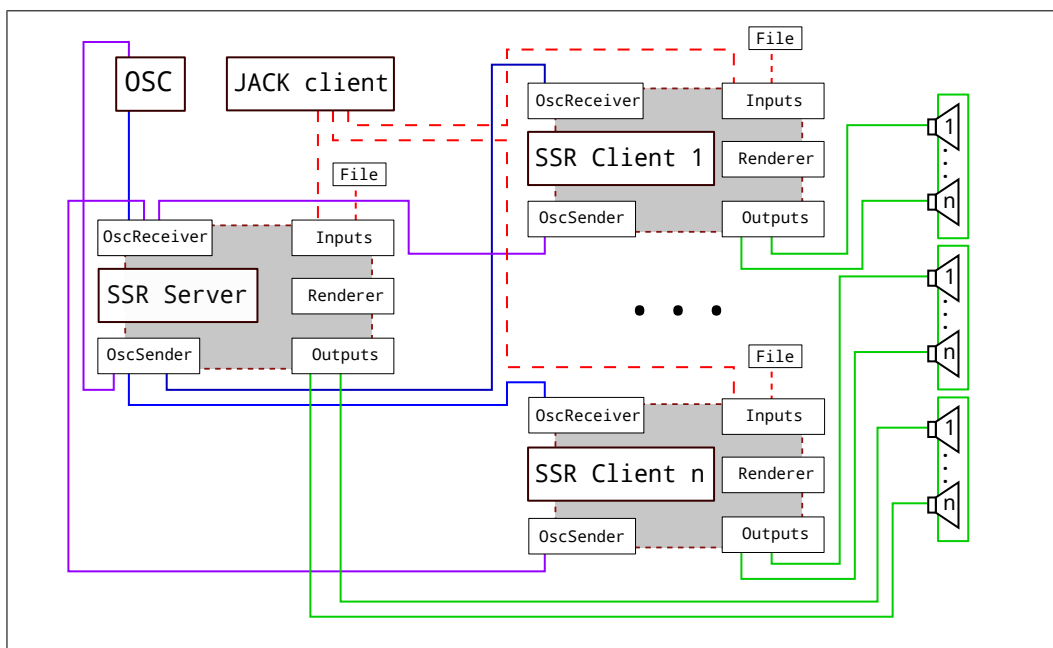 OSC
JACK client
File
OscReceiver
Inputs
SSR Server
Renderer
OscSender
Outputs
File
OscReceiver
Inputs
SSR Client 1
Renderer
OscSender
Outputs
• • •
File
OscReceiver
Inputs
SSR Client n
Renderer
OscSender
Outputs
1
n
1
n
1
n